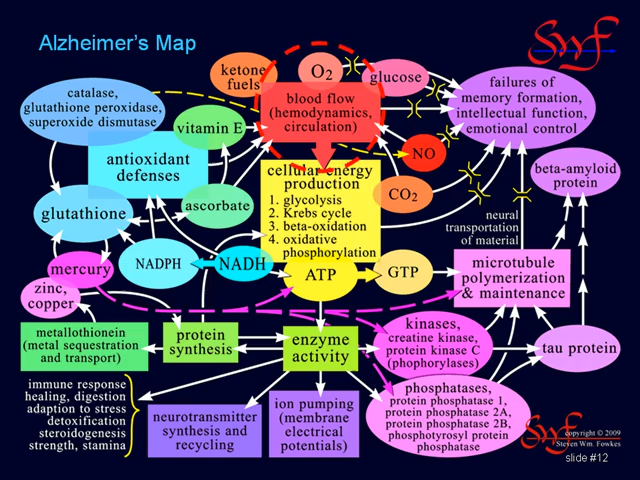 Alzheimer's Map
SWF
ketone
fuels
O2
glucose
catalase,
glutathione peroxidase,
superoxide dismutase
blood flow
(hemodynamics,
circulation)
failures of
memory formation,
intellectual function,
emotional control
vitamin E
NO
antioxidant
defenses
cellular energy
production
1. glycolysis
2. Krebs cycle
3. beta-oxidation
4. oxidative
phosphorylation
beta-amyloid
protein
CO2
glutathione
ascorbate
neural
transportation
of material
mercury
NADPH
NADH
ATP
GTP
microtubule
polymerization
& maintenance
zinc,
copper
metallothionein
(metal sequestration
and transport)
protein
synthesis
enzyme
activity
kinases,
creatine kinase,
protein kinase C
(phophorylases)
tau protein
immune response
healing, digestion
adaption to stress
detoxification
steroidogenesis
strength, stamina
neurotransmitter
synthesis and
recycling
ion pumping
(membrane
electrical
potentials)
phosphatases,
protein phosphatase 1,
protein phosphatase 2A,
protein phosphatase 2B,
phosphotyrosyl protein
phosphatase
SWF
copyright © 2009
Steven Wm. Fowkes
slide #12